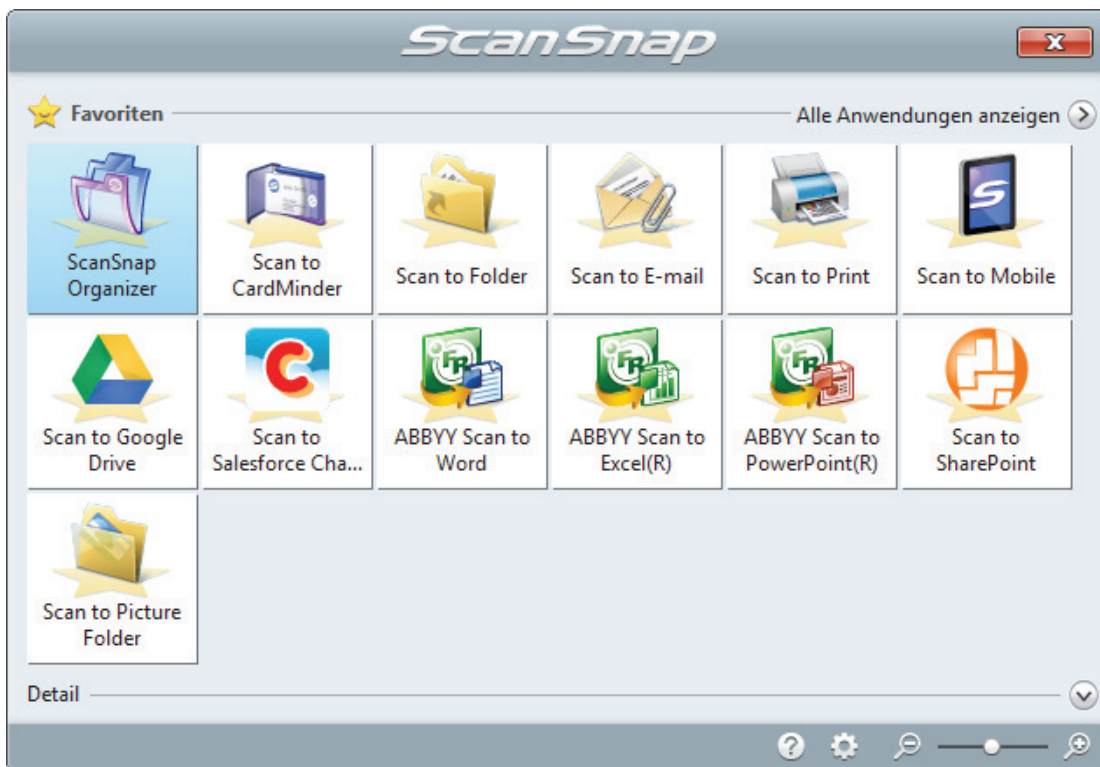 ScanSnap
Favoriten
Alle Anwendungen anzeigen
ScanSnap
Organizer
Scan to
CardMinder
Scan to Folder
Scan to E-mail
Scan to Print
Scan to Mobile
Scan to Google
Drive
Scan to
Salesforce Cha...
ABBYY Scan to
Word
ABBYY Scan to
Excel(R)
ABBYY Scan to
PowerPoint(R)
Scan to
SharePoint
Scan to Picture
Folder
Detail